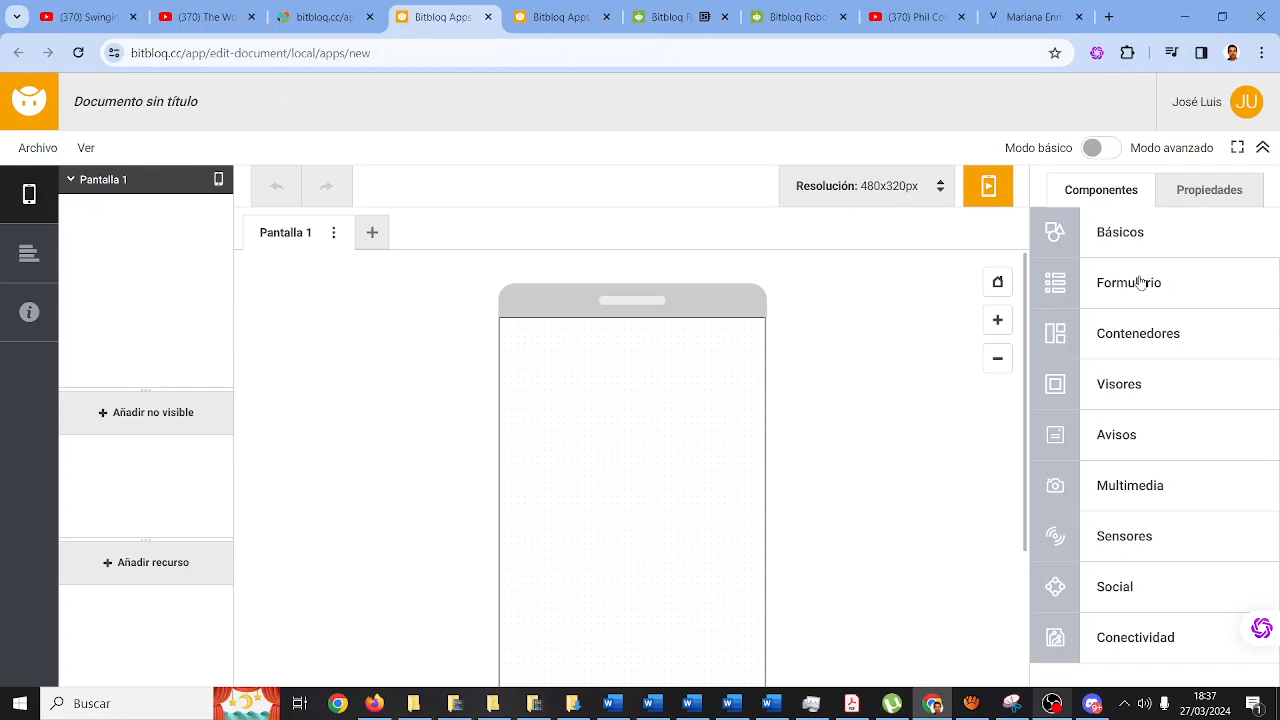 (370) Swinging
(370) The Wo
bitbloq.cc/a
Bitbloq Apps
Bitbloq Apps
Bitbloq R
Bitbloq Robo
(370) Phil Co
Mariana Enri
bitbloq.cc/app/edit-document/local/apps/new
Documento sin título
José Luis
JU
Archivo
Ver
Modo básico
Modo avanzado
Pantalla 1
Resolución: 480x320px
Componentes
Propiedades
Pantalla 1
Básicos
Formulario
Contenedores
Visores
Añadir no visible
Avisos
Multimedia
Sensores
Añadir recurso
Social
Conectividad
Buscar
18:37
27/03/2024